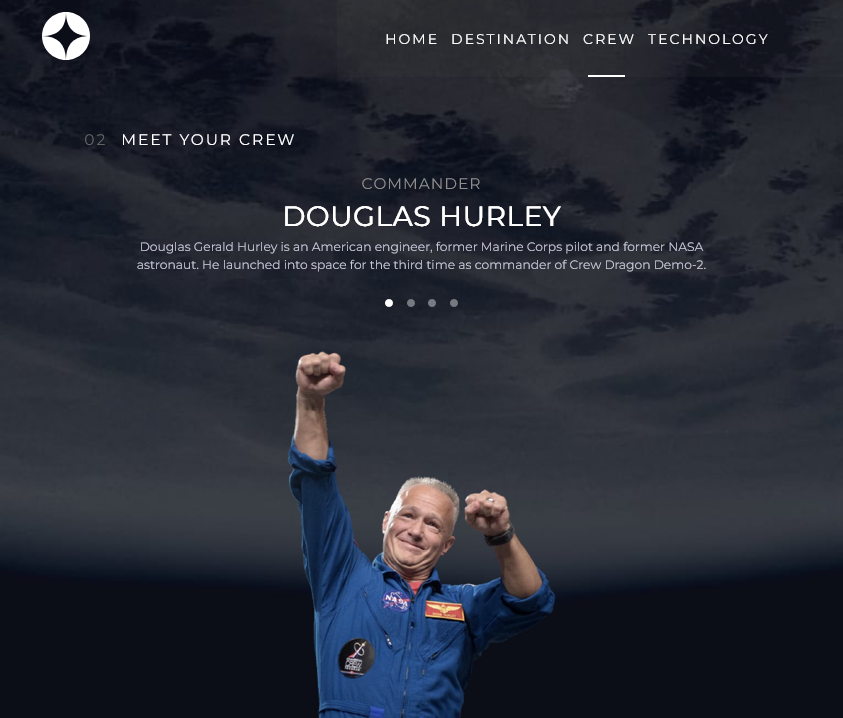 HOME DESTINATION CREW TECHNOLOGY
02 MEET YOUR CREW
COMMANDER
DOUGLAS HURLEY
Douglas Gerald Hurley is an American engineer, former Marine Corps pilot and former NASA
astronaut. He launched into space for the third time as commander of Crew Dragon Demo-2.
NASA